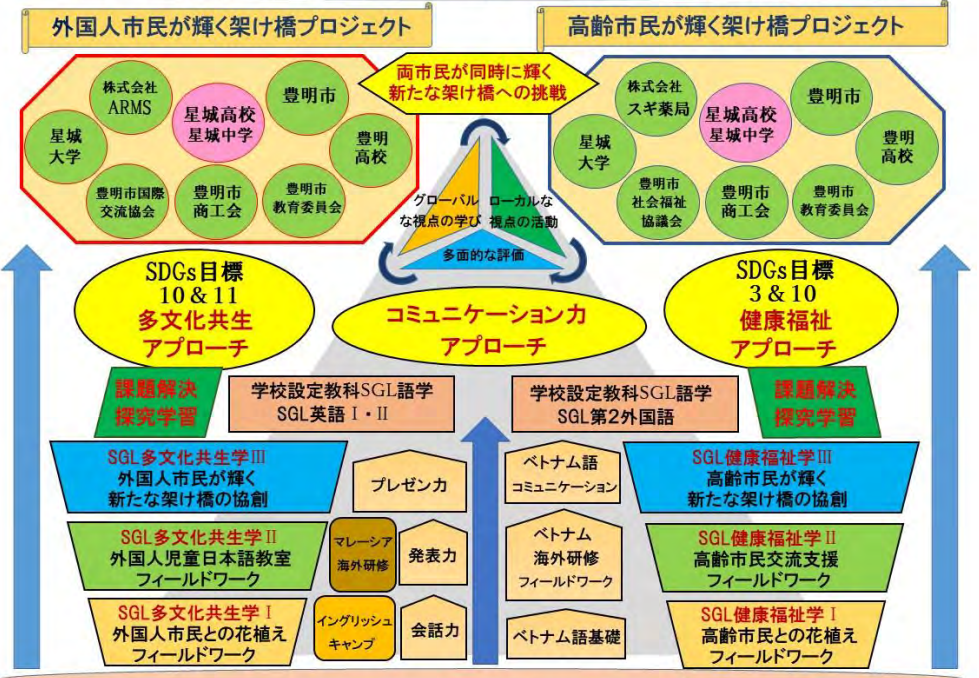 外国人市民が輝く架け橋プロジェクト
高齢市民が輝く架け橋プロジェクト
両市民が同時に輝く
新たな架け橋への挑戦
株式会社
ARMS
星城高校
星城中学
豊明市
星城
大学
豊明
高校
豊明市国際
交流協会
豊明市
商工会
豊明市
教育委員会
株式会社
スギ薬局
星城高校
星城中学
豊明市
星城
大学
豊明
高校
豊明市
社会福祉
協議会
豊明市
商工会
豊明市
教育委員会
グローバル
な視点の学び
ローカルな
視点の活動
多面的な評価
SDGs目標
10&11
多文化共生
アプローチ
コミュニケーション力
アプローチ
SDGs目標
3&10
健康福祉
アプローチ
課題解決
探究学習
学校設定教科SGL語学
SGL英語Ⅰ・Ⅱ
学校設定教科SGL語学
SGL第2外国語
課題解決
探究学習
SGL多文化共生学Ⅲ
外国人市民が輝く
新たな架け橋の協創
プレゼン力
ベトナム語
コミュニケーション
SGL健康福祉学Ⅲ
高齢市民が輝く
新たな架け橋の協創
SGL多文化共生学Ⅱ
外国人児童日本語教室
フィールドワーク
マレーシア
海外研修
発表力
ベトナム
海外研修
フィールドワーク
SGL健康福祉学Ⅱ
高齢市民交流支援
フィールドワーク
SGL多文化共生学Ⅰ
外国人市民との花植え
フィールドワーク
イングリッシュ
キャンプ
会話力
ベトナム語基礎
SGL健康福祉学Ⅰ
高齢市民との花植え
フィールドワーク